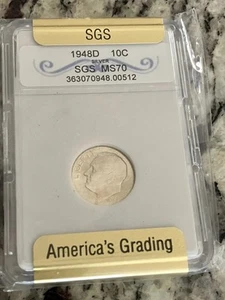 SGS
1948D 10C
SILVER
SGS MS70
363070948.00512
America's Grading